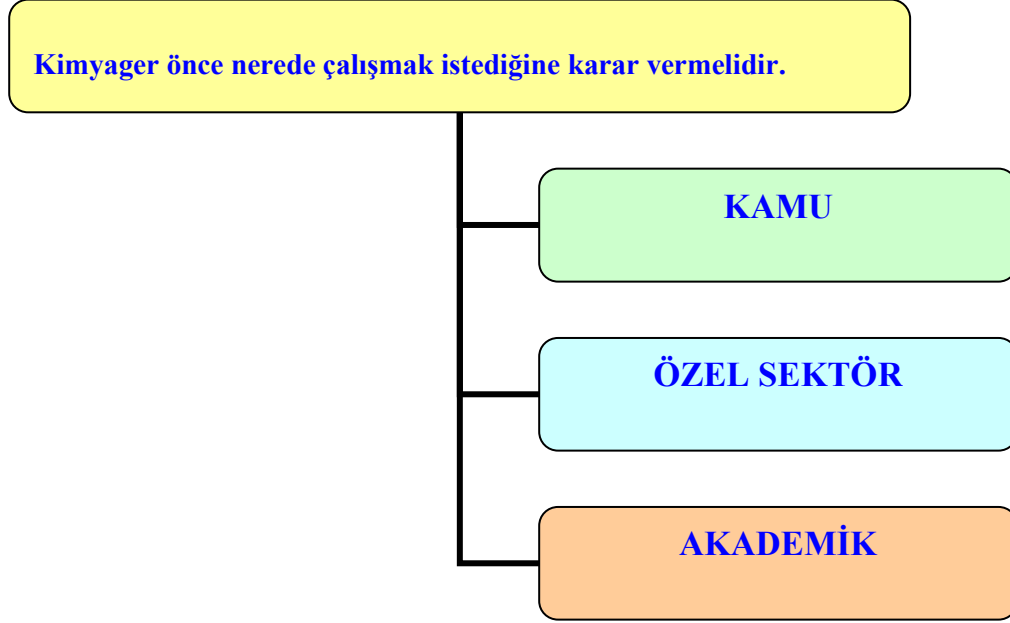 Kimyager önce nerede çalışmak istediğine karar vermelidir.
KAMU
ÖZEL SEKTÖR
AKADEMİK